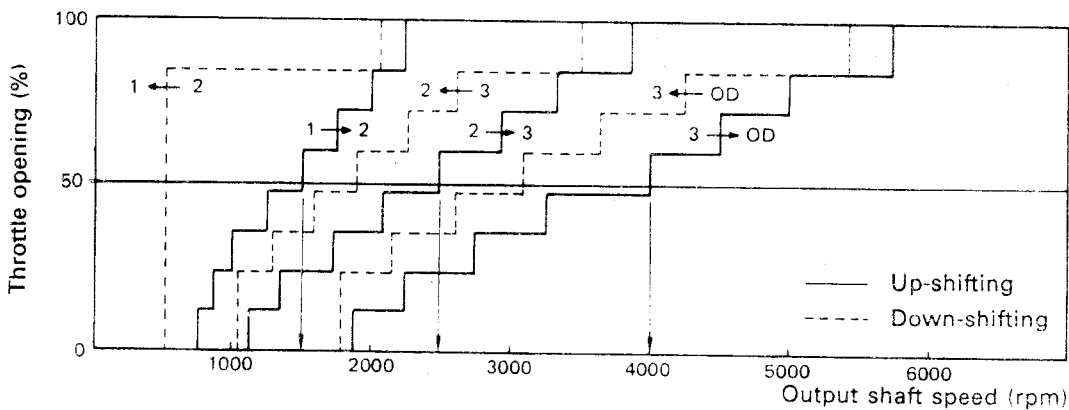 100
1 ← 2
2 ← 3
3 ← OD
1 → 2
2 → 3
3 → OD
Throttle opening (%)
50
Up-shifting
Down-shifting
0
1000
2000
3000
4000
5000
6000
Output shaft speed (rpm)